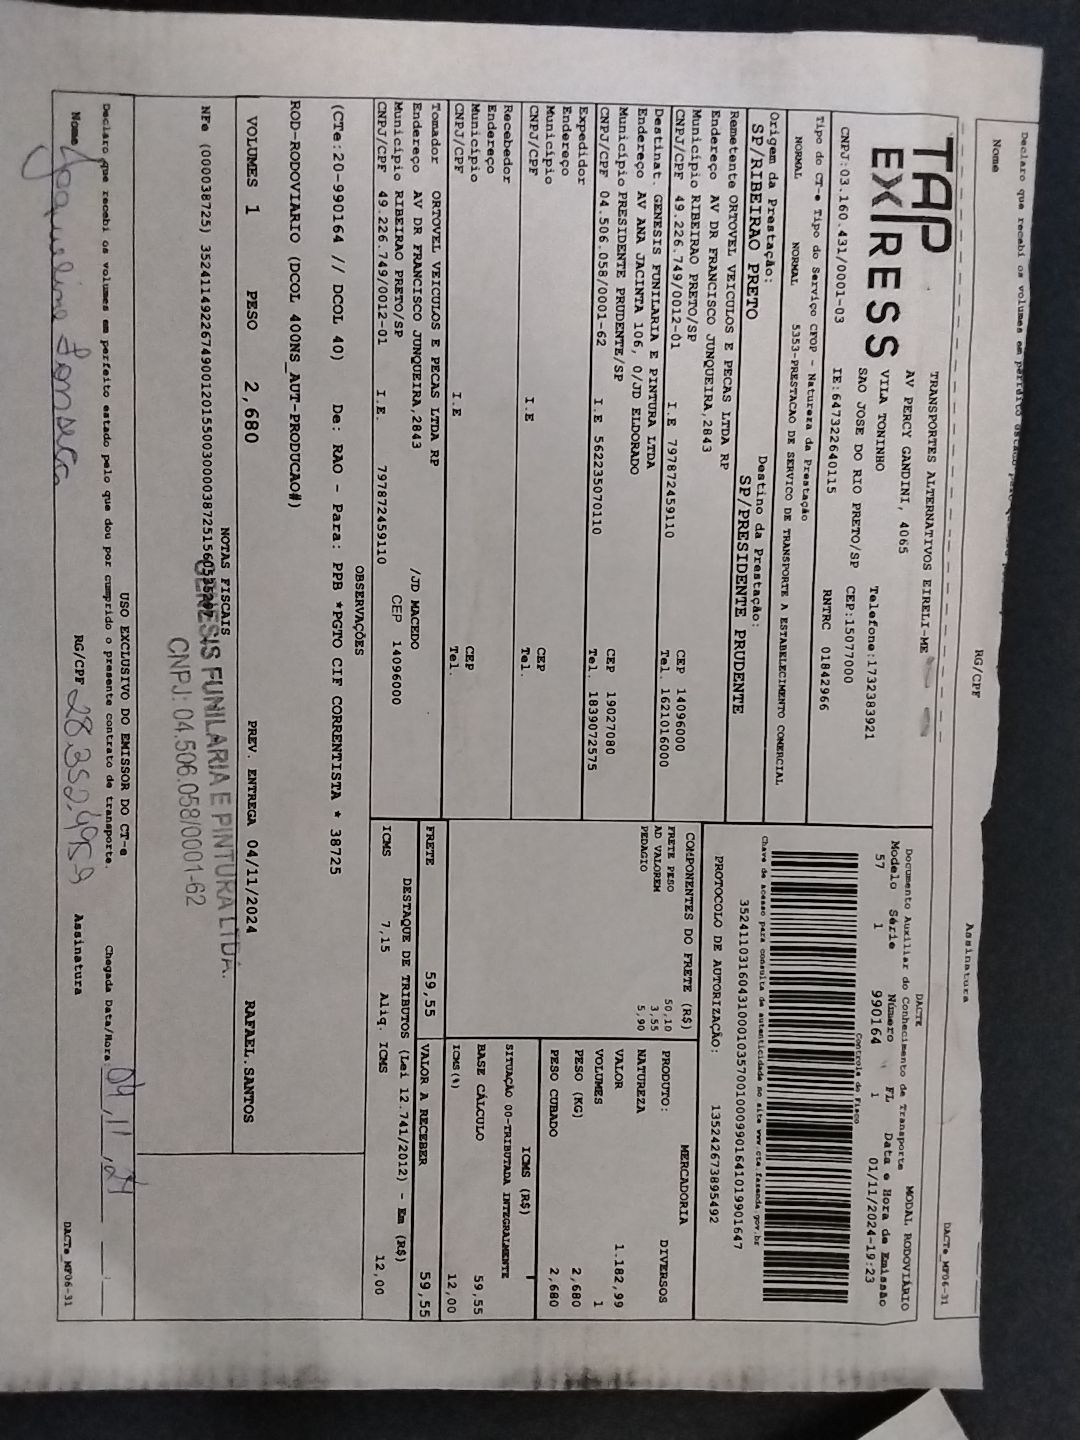 Declaro que recebi os volumes em perfeito estado
Nome
RG/CPF
Assinatura
DACTe_MF06-31
TAP
EXPRESS
TRANSPORTES ALTERNATIVOS EIRELI-ME
AV PERCY GANDINI, 4065
VILA TONINHO
Telefone:1732383921
SAO JOSE DO RIO PRETO/SP CEP:15077000
CNPJ:03.160.431/0001-03 IE:647322640115 RNTRC 01842966
Tipo do CT-e Tipo do Serviço CFOP - Natureza da Prestação
NORMAL NORMAL 5353-PRESTACAO DE SERVICO DE TRANSPORTE A ESTABELECIMENTO COMERCIAL
Origem da Prestação: Destino da Prestação:
SP/RIBEIRAO PRETO SP/PRESIDENTE PRUDENTE
Remetente ORTOVEL VEICULOS E PECAS LTDA RP
Endereço AV DR FRANCISCO JUNQUEIRA,2843
Município RIBEIRAO PRETO/SP CEP 14096000
CNPJ/CPF 49.226.749/0012-01 I.E 797872459110 Tel. 1621016000
Destinat. GENESIS FUNILARIA E PINTURA LTDA
Endereço AV ANA JACINTA 106, 0/JD ELDORADO
Município PRESIDENTE PRUDENTE/SP CEP 19027080
CNPJ/CPF 04.506.058/0001-62 I.E 562235070110 Tel. 1839072575
Expedidor
Endereço
Município CEP
CNPJ/CPF I.E Tel.
Recebedor
Endereço
Município CEP
CNPJ/CPF I.E Tel.
Tomador ORTOVEL VEICULOS E PECAS LTDA RP
Endereço AV DR FRANCISCO JUNQUEIRA,2843 /JD MACEDO
Município RIBEIRAO PRETO/SP CEP 14096000
CNPJ/CPF 49.226.749/0012-01 I.E 797872459110
DACTE
Documento Auxiliar do Conhecimento de Transporte MODAL RODOVIÁRIO
Modelo Série Número FL Data e Hora de Emissão
57 1 990164 1 01/11/2024-19:23
Controle do Fisco
Chave de acesso para consulta de autenticidade no site www.cte.fazenda.gov.br
35241103160431000103570010009901641019901647
PROTOCOLO DE AUTORIZAÇÃO: 135242673895492
COMPONENTES DO FRETE (R$)
FRETE PESO 50,10
AD VALOREM 3,55
PEDAGIO 5,90
PRODUTO: MERCADORIA
NATUREZA DIVERSOS
VALOR 1.182,99
VOLUMES 1
PESO (KG) 2,680
PESO CUBADO 2,680
ICMS (R$)
SITUAÇÃO 00-TRIBUTADA INTEGRALMENTE
BASE CÁLCULO 59,55
ICMS(%) 12,00
FRETE 59,55 VALOR A RECEBER 59,55
DESTAQUE DE TRIBUTOS (Lei 12.741/2012) - Em (R$)
ICMS 7,15 Aliq. ICMS 12,00
OBSERVAÇÕES
(CTe:20-990164 // DCOL 40) De: RAO - Para: PPB *PGTO CIF CORRENTISTA * 38725
ROD-RODOVIARIO (DCOL 400NS_AUT-PRODUCAO#)
VOLUMES 1 PESO 2,680 PREV. ENTREGA 04/11/2024 RAFAEL.SANTOS
NOTAS FISCAIS
NFe (000038725)
GENESIS FUNILARIA E PINTURA LTDA.
CNPJ: 04.506.058/0001-62
USO EXCLUSIVO DO EMISSOR DO CT-e
Declaro que recebi os volumes em perfeito estado pelo que dou por cumprido o presente contrato de transporte. Chegada Data/Hora: 04, 11, 24
Nome RG/CPF Assinatura
DACTe_MF06-31